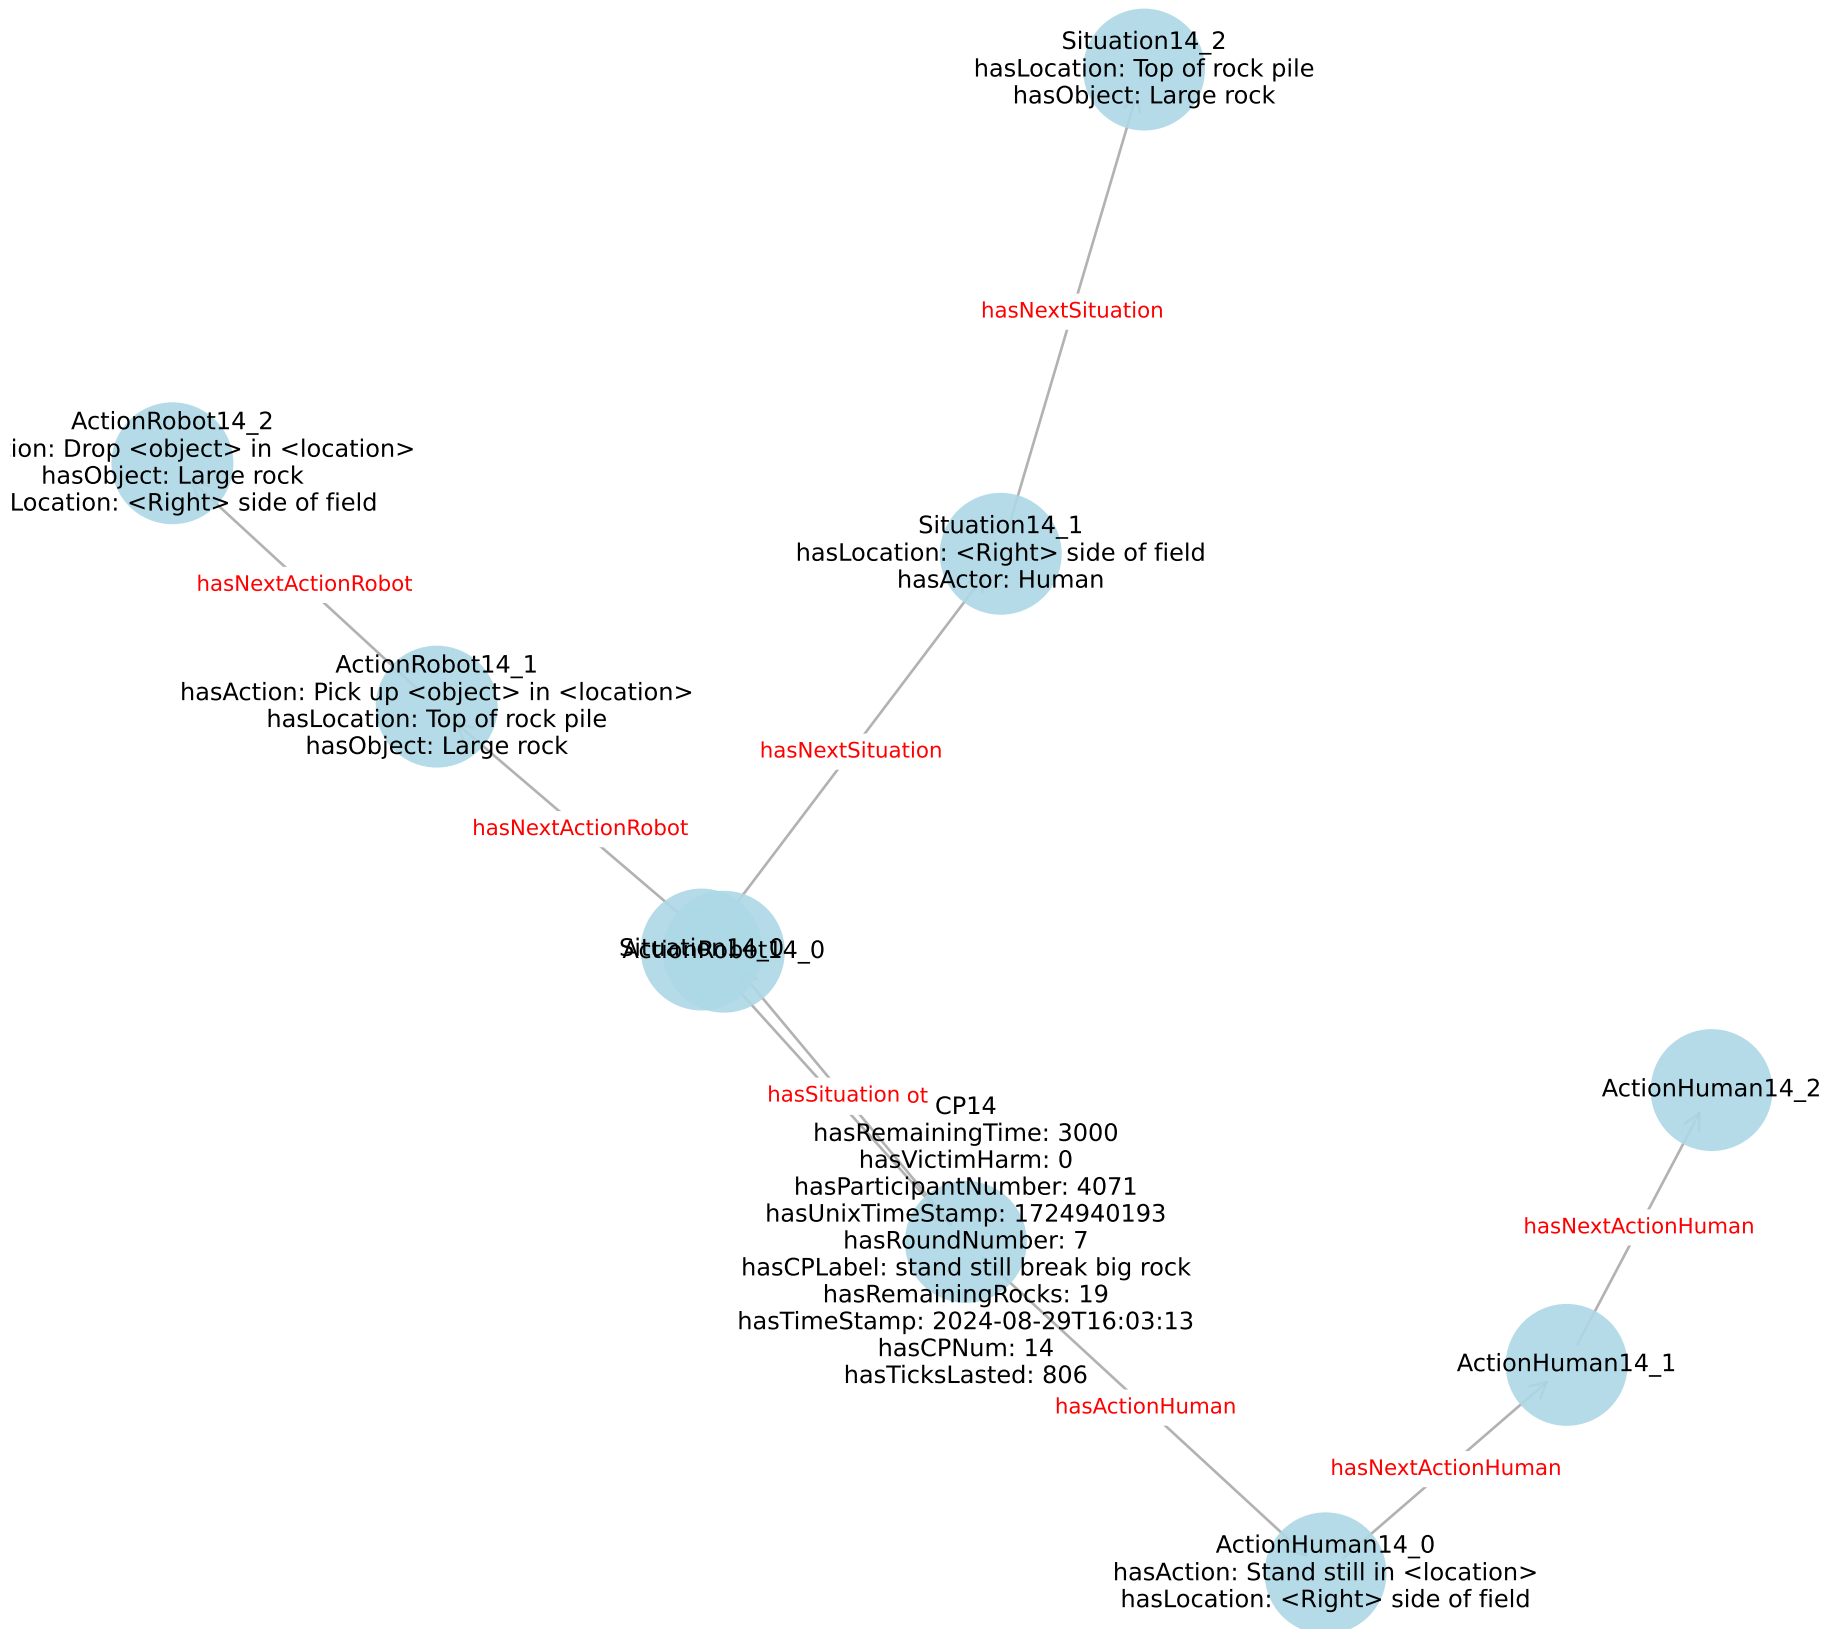 Situation14_2
hasLocation: Top of rock pile
hasObject: Large rock
hasNextSituation
ActionRobot14_2
ion: Drop <object> in <location>
hasObject: Large rock
Location: <Right> side of field
hasNextActionRobot
Situation14_1
hasLocation: <Right> side of field
hasActor: Human
ActionRobot14_1
hasAction: Pick up <object> in <location>
hasLocation: Top of rock pile
hasObject: Large rock
hasNextSituation
hasNextActionRobot
Situation14_0
ActionRobot14_0
hasSituation
ot
CP14
hasRemainingTime: 3000
hasVictimHarm: 0
hasParticipantNumber: 4071
hasUnixTimeStamp: 1724940193
hasRoundNumber: 7
hasCPLabel: stand still break big rock
hasRemainingRocks: 19
hasTimeStamp: 2024-08-29T16:03:13
hasCPNum: 14
hasTicksLasted: 806
ActionHuman14_2
hasNextActionHuman
ActionHuman14_1
hasActionHuman
hasNextActionHuman
ActionHuman14_0
hasAction: Stand still in <location>
hasLocation: <Right> side of field